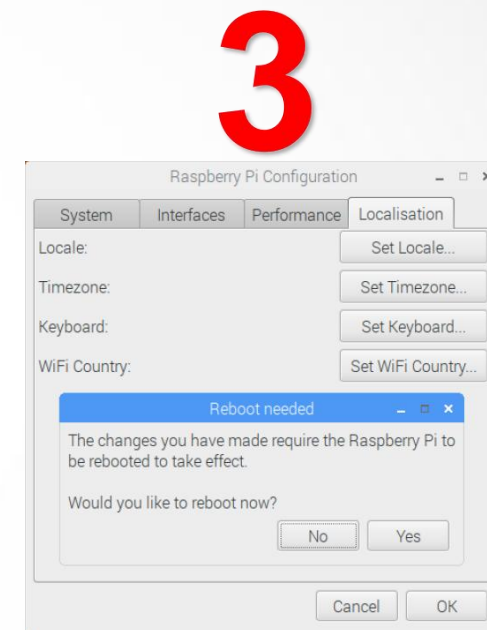 3
Raspberry Pi Configuration
System Interfaces Performance Localisation
Locale: Set Locale...
Timezone: Set Timezone...
Keyboard: Set Keyboard...
WiFi Country: Set WiFi Country...
Reboot needed
The changes you have made require the Raspberry Pi to
be rebooted to take effect.
Would you like to reboot now?
No Yes
Cancel OK